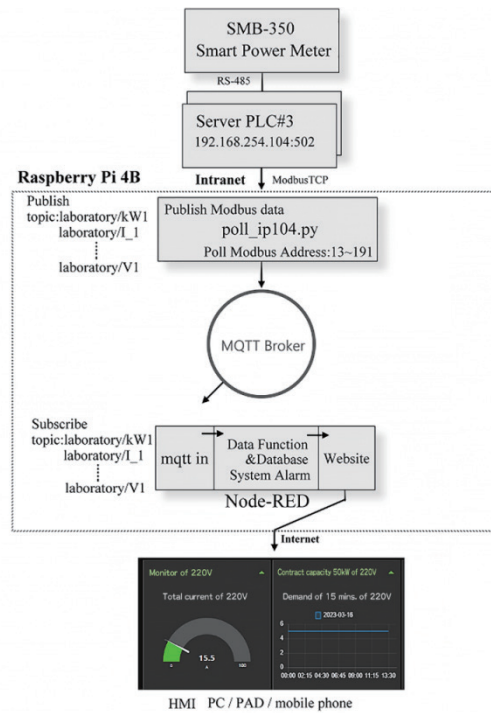 SMB-350
Smart Power Meter
RS-485
Server PLC#3
192.168.254.104:502
Raspberry Pi 4B
Intranet
ModbusTCP
Publish
topic:laboratory/kW1
laboratory/I_1
laboratory/V1
Publish Modbus data
poll_ip104.py
Poll Modbus Address:13~191
MQTT Broker
Subscribe
topic:laboratory/kW1
laboratory/I_1
laboratory/V1
mqtt in
Data Function
&Database
System Alarm
Website
Node-RED
Internet
Monitor of 220V
Total current of 220V
15.5
A
Contract capacity 50kW of 220V
Demand of 15 mins. of 220V
2023-03-16
6
4
2
0
00:00 02:15 04:30 06:45 09:00 11:15 13:30
HMI PC / PAD / mobile phone